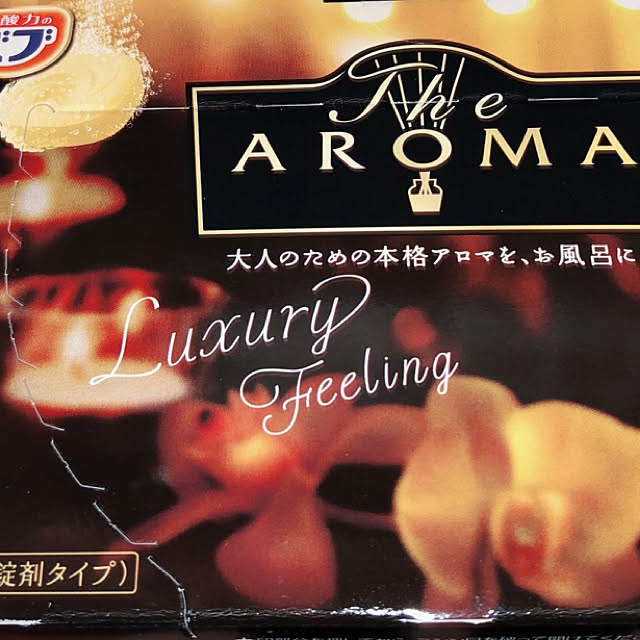 酸力の
ブ
The
AROMA
大人のための本格アロマを、お風呂に
Luxury
Feeling
錠剤タイプ)